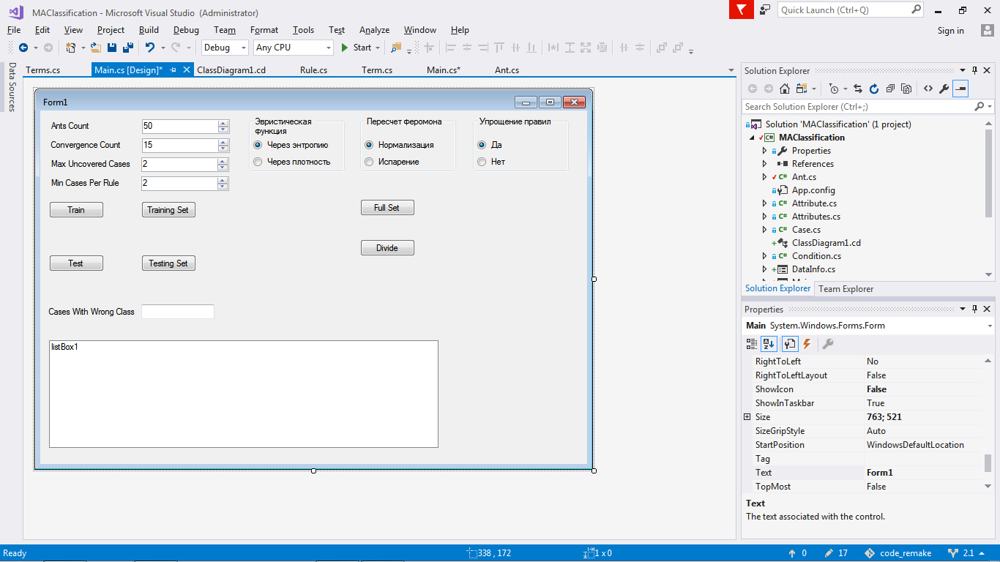 MAClassification - Microsoft Visual Studio (Administrator)
Quick Launch (Ctrl+Q)
File Edit View Project Build Debug Team Format Tools Test Analyze Window Help
Sign in
Debug Any CPU Start
Data Sources
Terms.cs Main.cs [Design]* ClassDiagram1.cd Rule.cs Term.cs Main.cs* Ant.cs
Form1
Ants Count 50
Convergence Count 15
Max Uncovered Cases 2
Min Cases Per Rule 2
Эвристическая
функция
Через энтропию
Через плотность
Пересчет феромона
Нормализация
Испарение
Упрощение правил
Да
Нет
Train Training Set Full Set
Divide
Test Testing Set
Cases With Wrong Class
listBox1
Solution Explorer
Search Solution Explorer (Ctrl+;)
Solution 'MAClassification' (1 project)
MAClassification
Properties
References
Ant.cs
App.config
Attribute.cs
Attributes.cs
Case.cs
ClassDiagram1.cd
Condition.cs
DataInfo.cs
Solution Explorer Team Explorer
Properties
Main System.Windows.Forms.Form
RightToLeft No
RightToLeftLayout False
ShowIcon False
ShowInTaskbar True
Size 763; 521
SizeGripStyle Auto
StartPosition WindowsDefaultLocation
Tag
Text Form1
TopMost False
Text
The text associated with the control.
Ready 338 , 172 1 x 0 0 17 code_remake 2.1